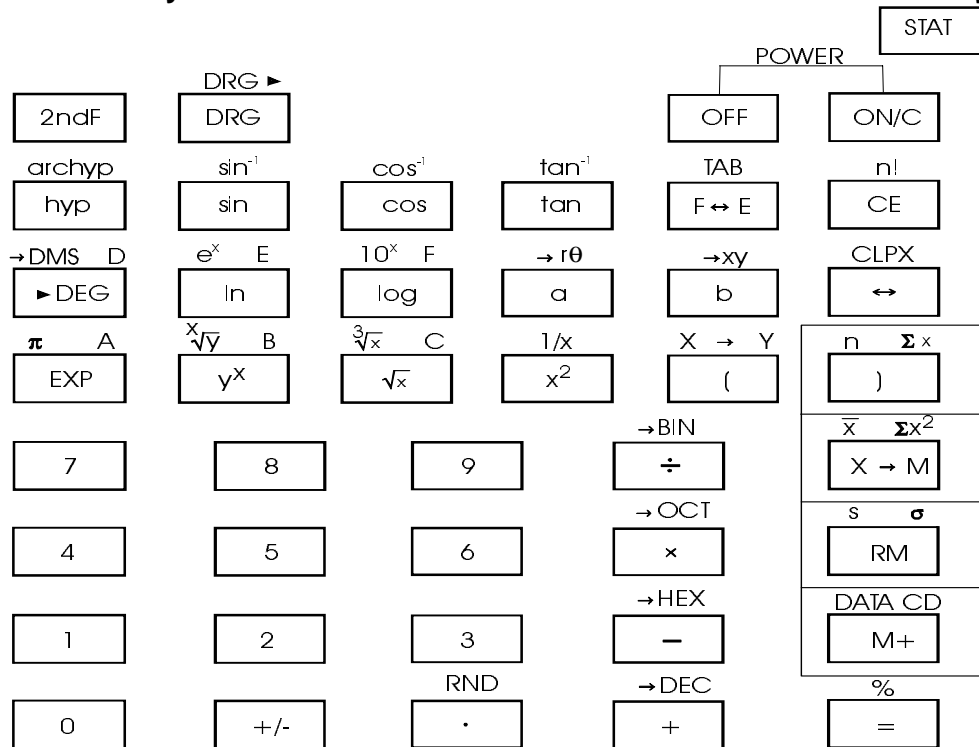 STAT
POWER
DRG ►
2ndF DRG OFF ON/C
archyp sin⁻¹ cos⁻¹ tan⁻¹ TAB n!
hyp sin cos tan F ↔ E CE
→DMS D eˣ E 10ˣ F → rθ →xy CLPX
►DEG ln log a b ↔
π A ˣ√y B ³√x C 1/x X → Y n Σx
EXP yˣ √x x² ( )
→BIN x̅ Σx²
7 8 9 ÷ X → M
→OCT s σ
4 5 6 × RM
→HEX DATA CD
1 2 3 − M+
RND →DEC %
0 +/- · + =